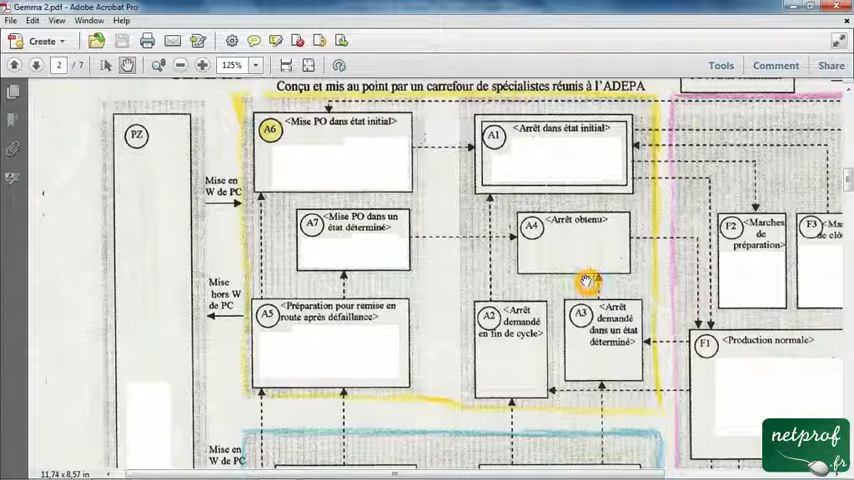 Gemma 2.pdf - Adobe Acrobat Pro
File Edit View Window Help
Create
2 / 7
125%
Tools Comment Share
Conçu et mis au point par un carrefour de spécialistes réunis à l'ADEPA
PZ
Mise en
W de PC
Mise
hors W
de PC
Mise en
W de PC
A6
<Mise PO dans état initial>
A7
<Mise PO dans un
état déterminé>
A5
<Préparation pour remise en
route après défaillance>
A1
<Arrêt dans état initial>
A4
<Arrêt obtenu>
A2
<Arrêt
demandé
en fin de cycle>
A3
<Arrêt
demandé
dans un état
déterminé>
F2
<Marches
de
préparation>
F3
<Ma
de clô
F1
<Production normale>
11,74 x 8,57 in
netprof
.fr